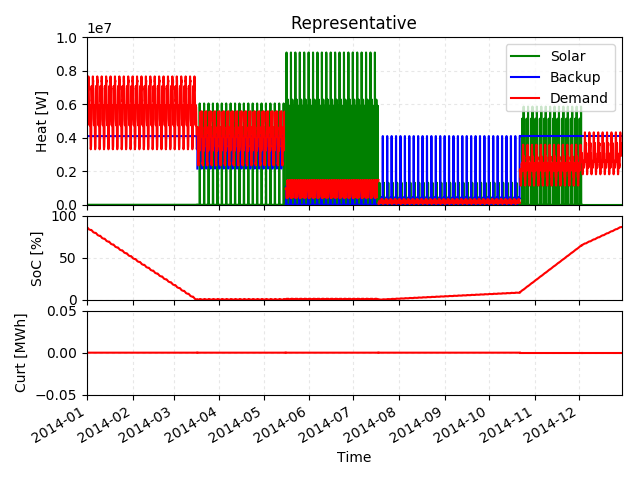 Representative
1e7
1.0
0.8
0.6
0.4
0.2
0.0
Heat [W]
Solar
Backup
Demand
100
50
0
SoC [%]
0.05
0.00
−0.05
Curt [MWh]
2014-01
2014-02
2014-03
2014-04
2014-05
2014-06
2014-07
2014-08
2014-09
2014-10
2014-11
2014-12
Time